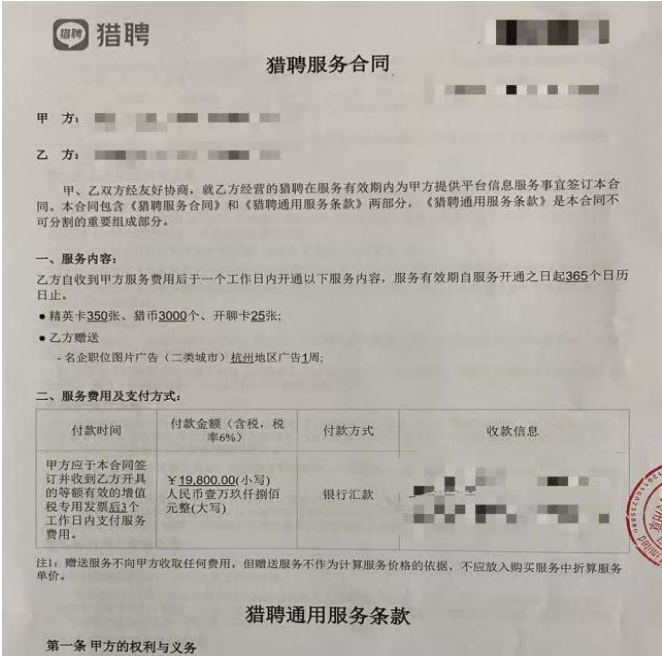 猎聘
猎聘
猎聘服务合同
甲 方：
乙 方：
甲、乙双方经友好协商，就乙方经营的猎聘在服务有效期内为甲方提供平台信息服务事宜签订本合
同。本合同包含《猎聘服务合同》和《猎聘通用服务条款》两部分，《猎聘通用服务条款》是本合同不
可分割的重要组成部分。
一、服务内容：
乙方自收到甲方服务费用后于一个工作日内开通以下服务内容，服务有效期自服务开通之日起365个日历
日止。
●精英卡350张、猎币3000个、开聊卡25张;
●乙方赠送
- 名企职位图片广告（二类城市）杭州地区广告1周;
二、服务费用及支付方式：
付款时间
付款金额（含税，税
率6%）
付款方式
收款信息
甲方应于本合同签
订并收到乙方开具
的等额有效的增值
税专用发票后3个
工作日内支付服务
费用。
￥19,800.00(小写)
人民币壹万玖仟捌佰
元整(大写)
银行汇款
注1：赠送服务不向甲方收取任何费用，但赠送服务不作为计算服务价格的依据，不应放入购买服务中折算服务
单价。
猎聘通用服务条款
第一条 甲方的权利与义务